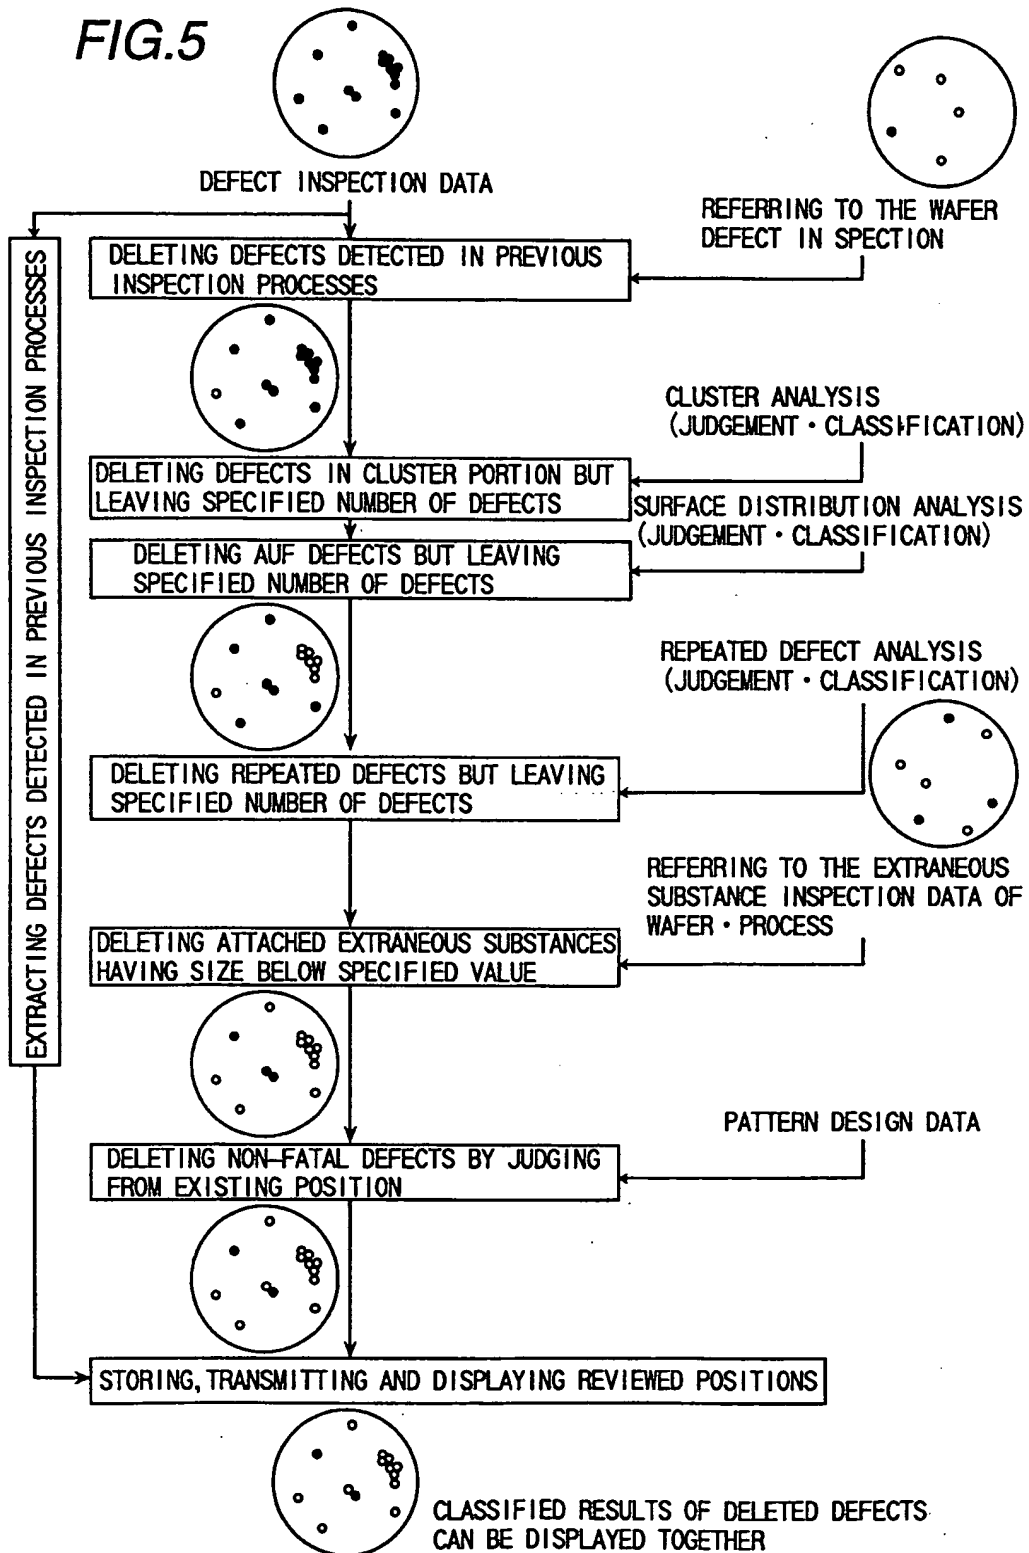 FIG.5
DEFECT INSPECTION DATA
REFERRING TO THE WAFER
DEFECT IN SPECTION
EXTRACTING DEFECTS DETECTED IN PREVIOUS INSPECTION PROCESSES
DELETING DEFECTS DETECTED IN PREVIOUS
INSPECTION PROCESSES
CLUSTER ANALYSIS
(JUDGEMENT・CLASSIFICATION)
DELETING DEFECTS IN CLUSTER PORTION BUT
LEAVING SPECIFIED NUMBER OF DEFECTS
SURFACE DISTRIBUTION ANALYSIS
(JUDGEMENT・CLASSIFICATION)
DELETING AUF DEFECTS BUT LEAVING
SPECIFIED NUMBER OF DEFECTS
REPEATED DEFECT ANALYSIS
(JUDGEMENT・CLASSIFICATION)
DELETING REPEATED DEFECTS BUT LEAVING
SPECIFIED NUMBER OF DEFECTS
REFERRING TO THE EXTRANEOUS
SUBSTANCE INSPECTION DATA OF
WAFER・PROCESS
DELETING ATTACHED EXTRANEOUS SUBSTANCES
HAVING SIZE BELOW SPECIFIED VALUE
PATTERN DESIGN DATA
DELETING NON-FATAL DEFECTS BY JUDGING
FROM EXISTING POSITION
STORING, TRANSMITTING AND DISPLAYING REVIEWED POSITIONS
CLASSIFIED RESULTS OF DELETED DEFECTS
CAN BE DISPLAYED TOGETHER